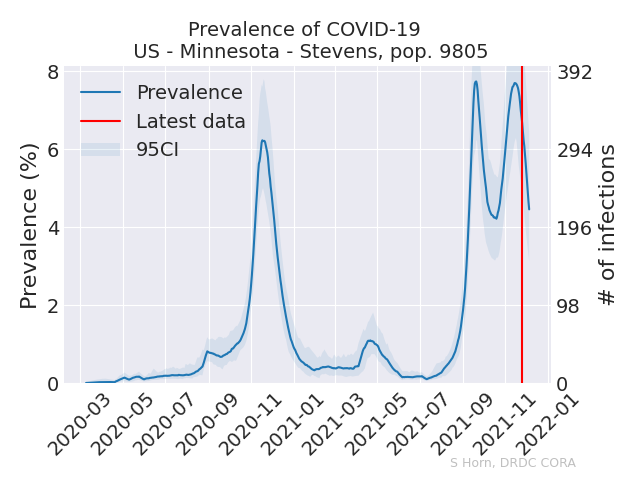 Prevalence of COVID-19
US - Minnesota - Stevens, pop. 9805
Prevalence
Latest data
95CI
Prevalence (%)
8
6
4
2
0
# of infections
392
294
196
98
0
2020-03
2020-05
2020-07
2020-09
2020-11
2021-01
2021-03
2021-05
2021-07
2021-09
2021-11
2022-01
S Horn, DRDC CORA